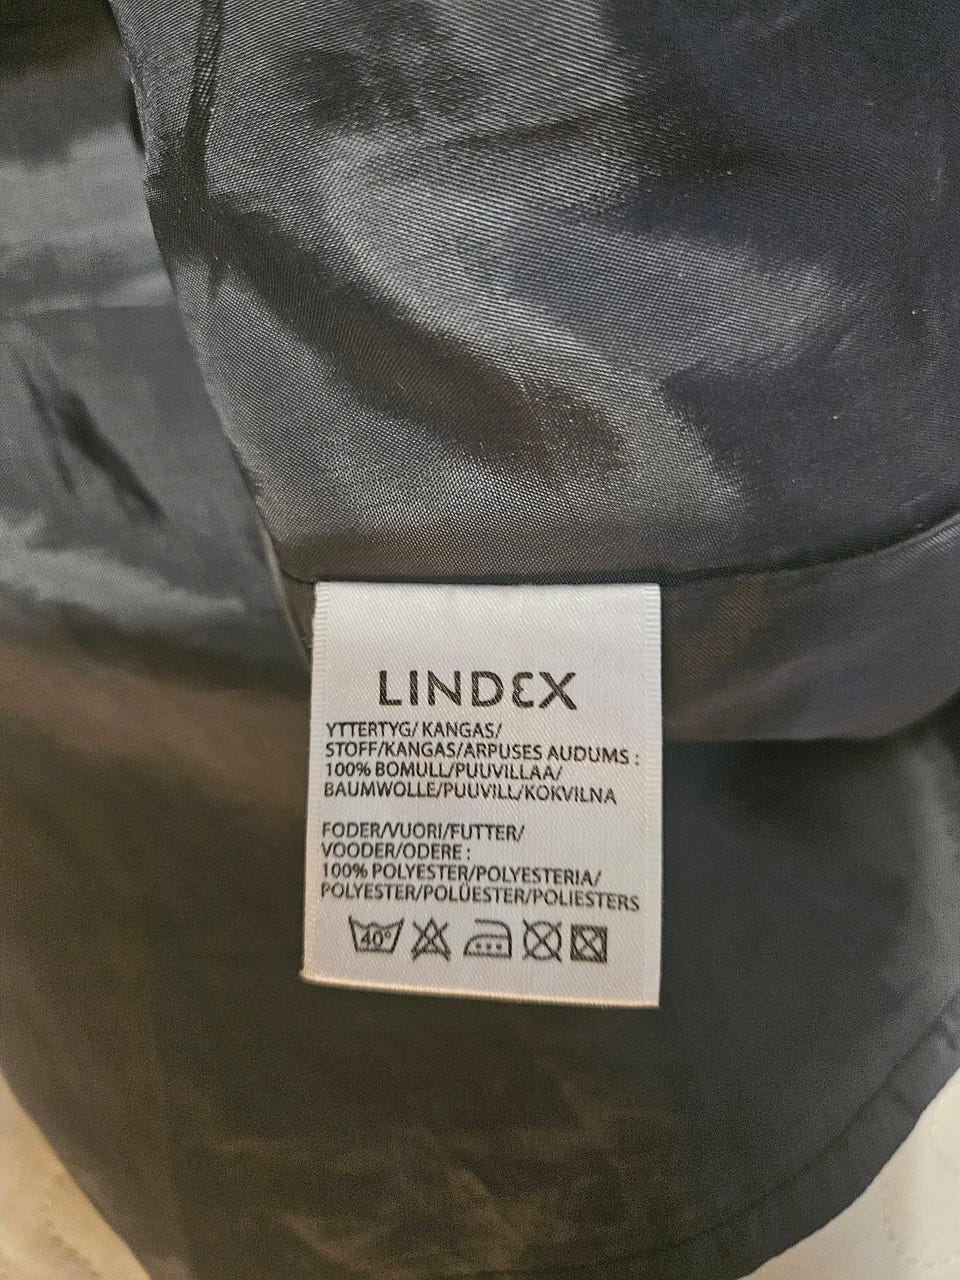 LINDEX
YTTERTYG/KANGAS/
STOFF/KANGAS/ARPUSES AUDUMS :
100% BOMULL/PUUVILLAA/
BAUMWOLLE/PUUVILL/KOKVILNA
FODER/VUORI/FUTTER/
VOODER/ODERE :
100% POLYESTER/POLYESTERIA/
POLYESTER/POLÜESTER/POLIESTERS
40°